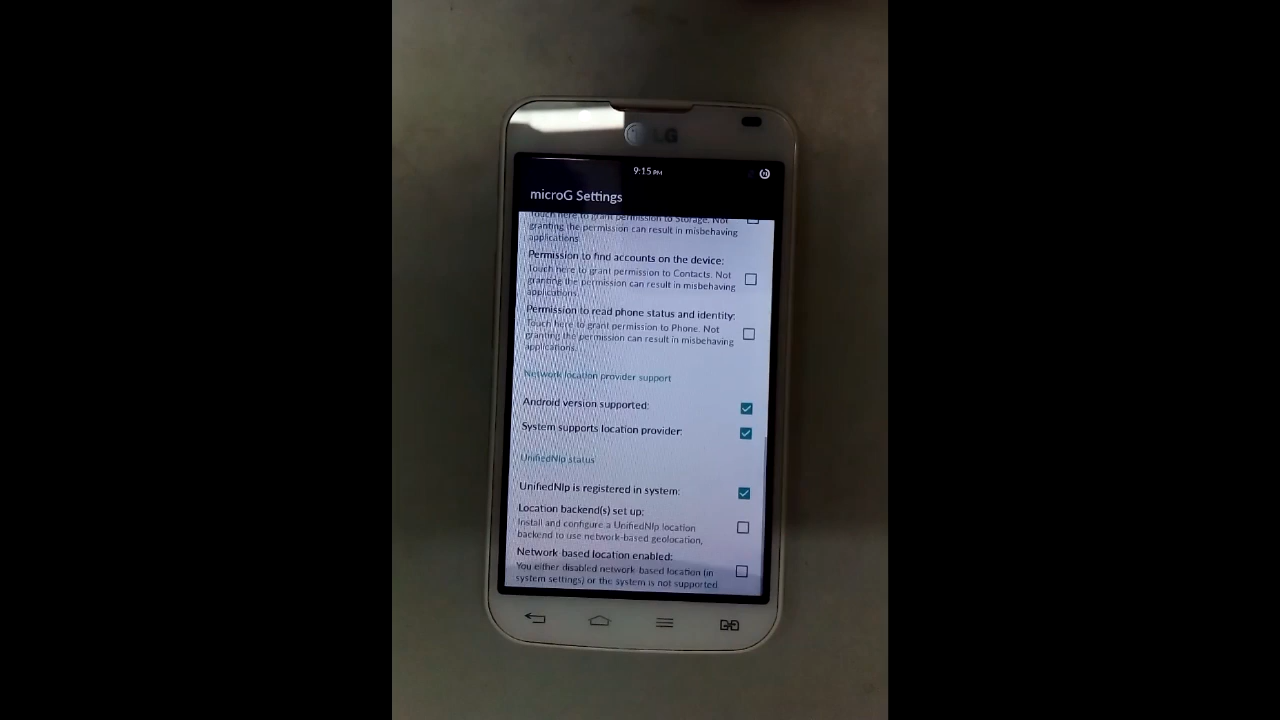 LG
9:15 PM
microG Settings
Touch here to grant permission to Storage. Not
granting the permission can result in misbehaving
applications.
Permission to find accounts on the device:
Touch here to grant permission to Contacts. Not
granting the permission can result in misbehaving
applications.
Permission to read phone status and identity:
Touch here to grant permission to Phone. Not
granting the permission can result in misbehaving
applications.
Network location provider support
Android version supported:
System supports location provider:
UnifiedNlp status
UnifiedNlp is registered in system:
Location backend(s) set up:
Install and configure a UnifiedNlp location
backend to use network-based geolocation,
Network-based location enabled:
You either disabled network-based location (in
system settings) or the system is not supported